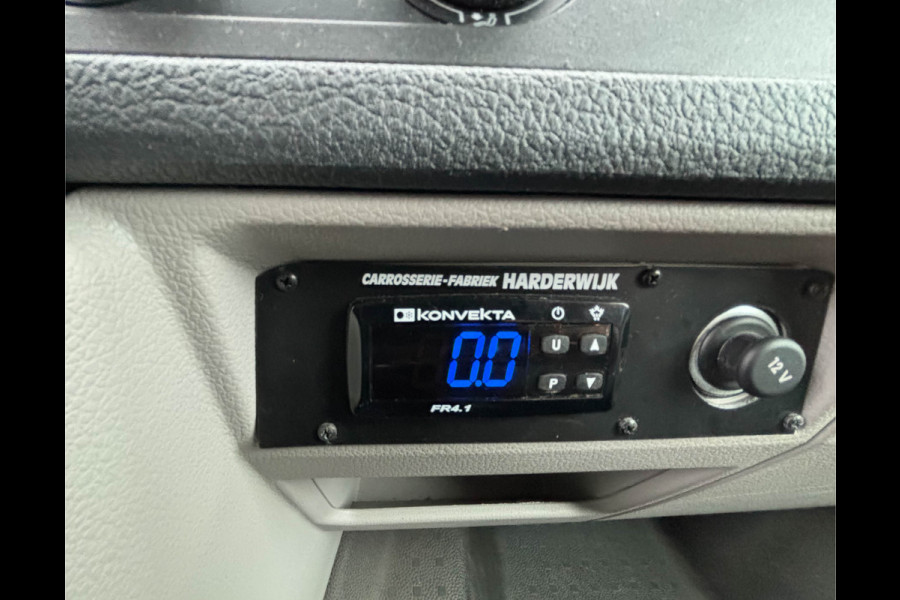 CARROSSERIE-FABRIEK HARDERWIJK
KONVEKTA
0.0
U
P
FR4.1
12 V